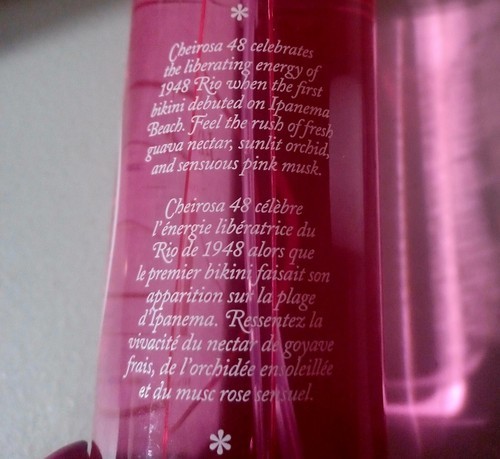 *
Cheirosa 48 celebrates
the liberating energy of
1948 Rio when the first
bikini debuted on Ipanema
Beach. Feel the rush of fresh
guava nectar, sunlit orchid,
and sensuous pink musk.
Cheirosa 48 célèbre
l'énergie libératrice du
Rio de 1948 alors que
le premier bikini faisait son
apparition sur la plage
d'Ipanema. Ressentez la
vivacité du nectar de goyave
frais, de l'orchidée ensoleillée
et du musc rose sensuel.
*